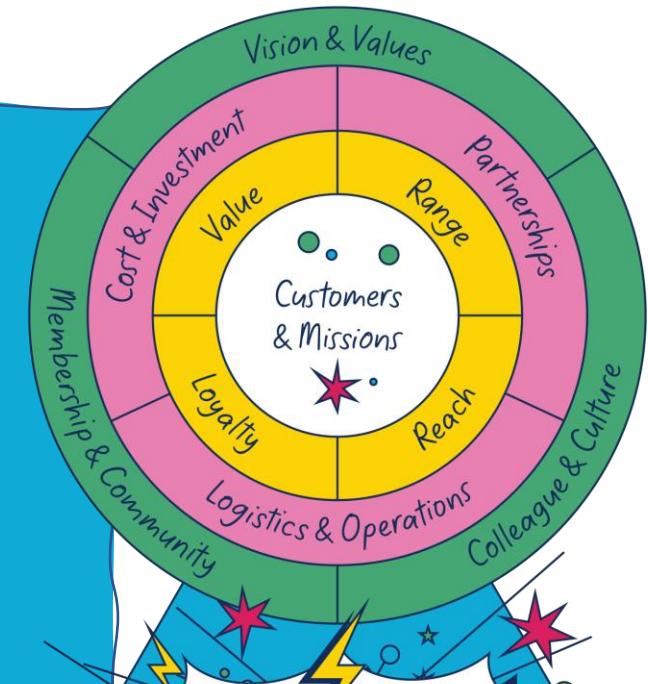 Vision & Values
Cost & Investment
Partnerships
Value
Range
Customers
& Missions
Loyalty
Reach
Logistics & Operations
Membership & Community
Colleague & Culture